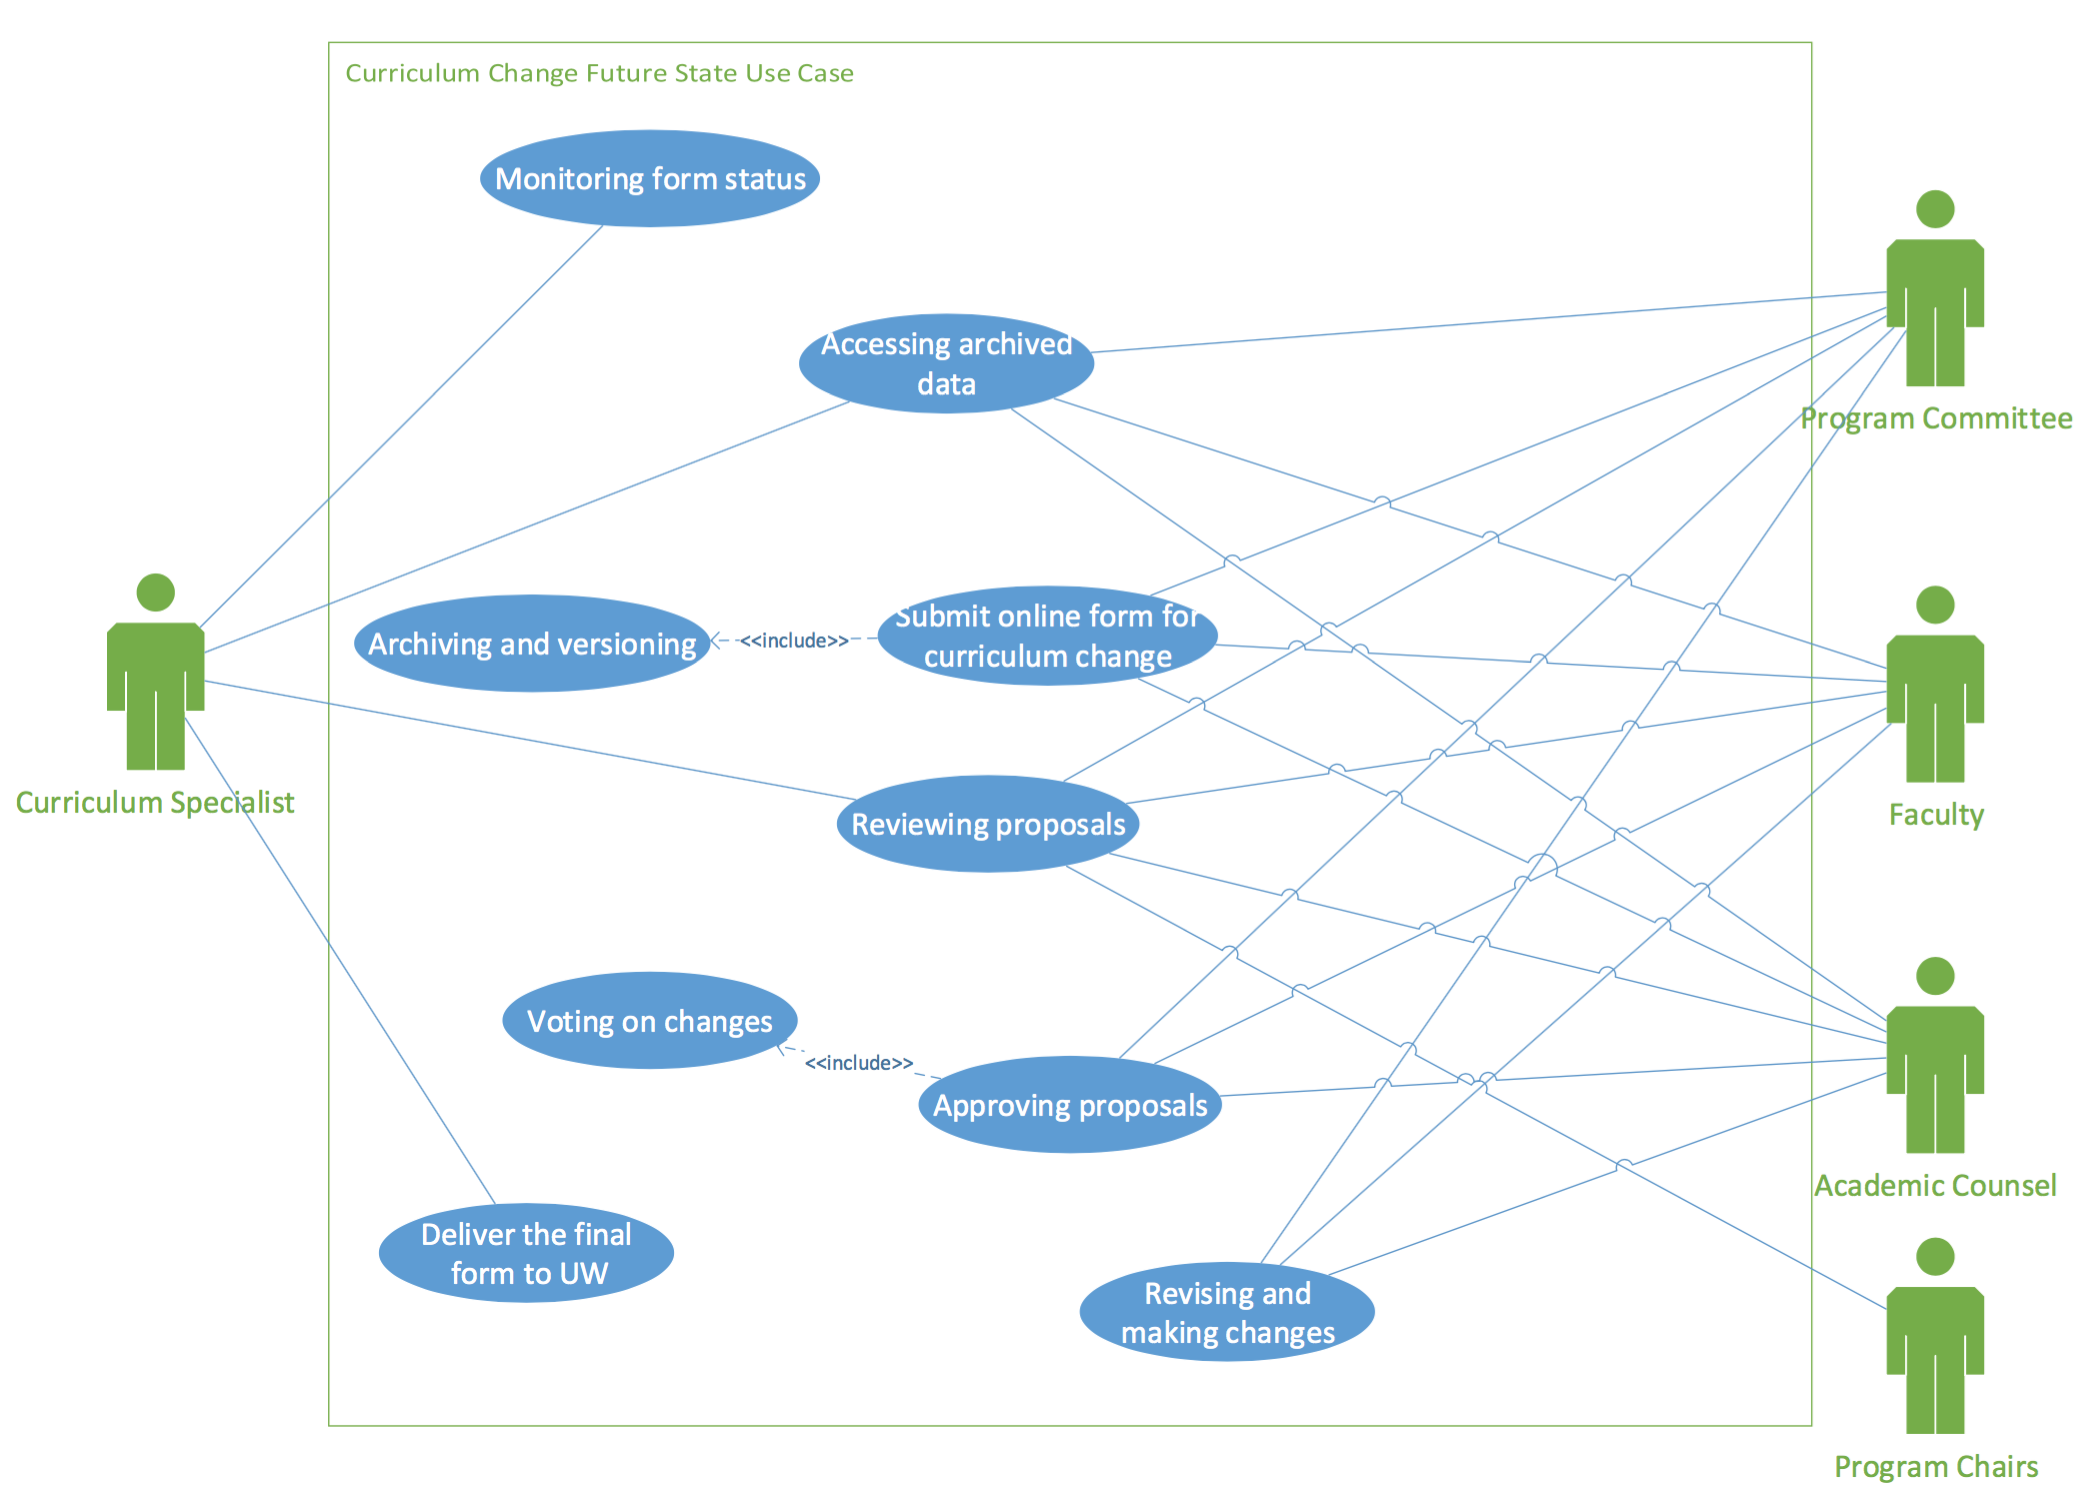 Curriculum Change Future State Use Case
Monitoring form status
Accessing archived
data
Program Committee
Archiving and versioning
<<include>>
Submit online form for
curriculum change
Curriculum Specialist
Reviewing proposals
Faculty
Voting on changes
<<include>>
Approving proposals
Academic Counsel
Deliver the final
form to UW
Revising and
making changes
Program Chairs